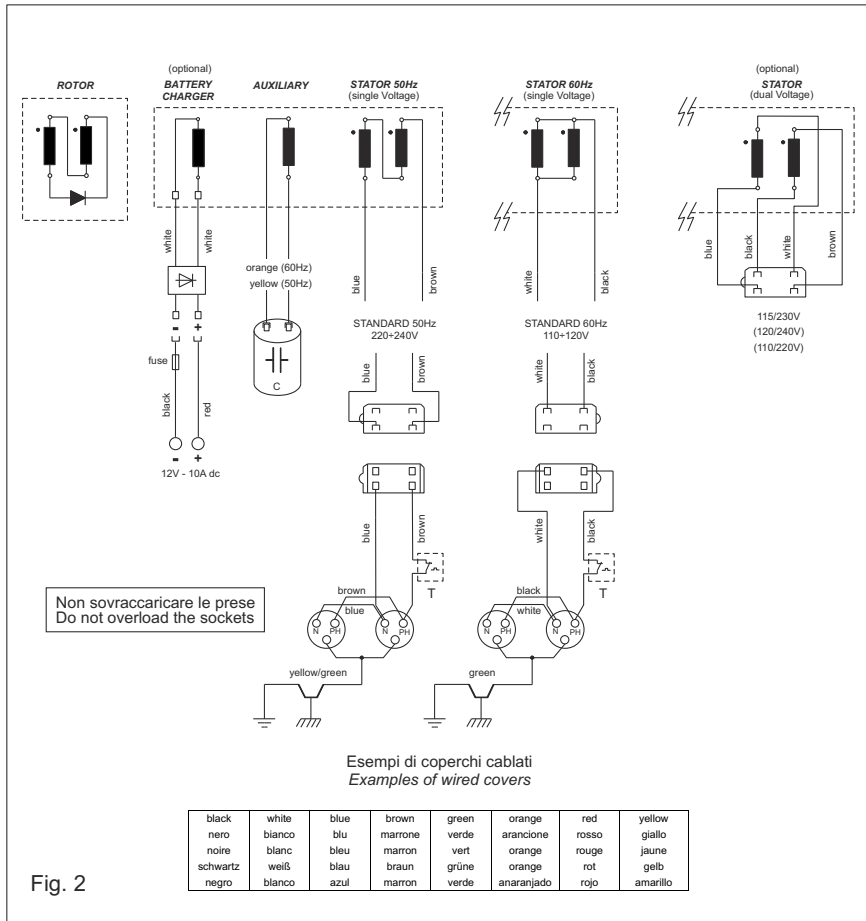 (optional)
(optional)
ROTOR
BATTERY
CHARGER
AUXILIARY
STATOR 50Hz
(single Voltage)
STATOR 60Hz
(single Voltage)
STATOR
(dual Voltage)
white
white
orange (60Hz)
yellow (50Hz)
blue
brown
white
black
blue
black
white
brown
- +
fuse
C
black
red
- +
12V - 10A dc
STANDARD 50Hz
220÷240V
STANDARD 60Hz
110÷120V
115/230V
(120/240V)
(110/220V)
blue
brown
white
black
blue
brown
white
black
T
T
brown
blue
N PH N PH
black
white
N PH N PH
yellow/green
green
Non sovraccaricare le prese
Do not overload the sockets
Esempi di coperchi cablati
Examples of wired covers
black white blue brown green orange red yellow
nero bianco blu marrone verde arancione rosso giallo
noire blanc bleu marron vert orange rouge jaune
schwartz weiß blau braun grüne orange rot gelb
negro blanco azul marron verde anaranjado rojo amarillo
Fig. 2